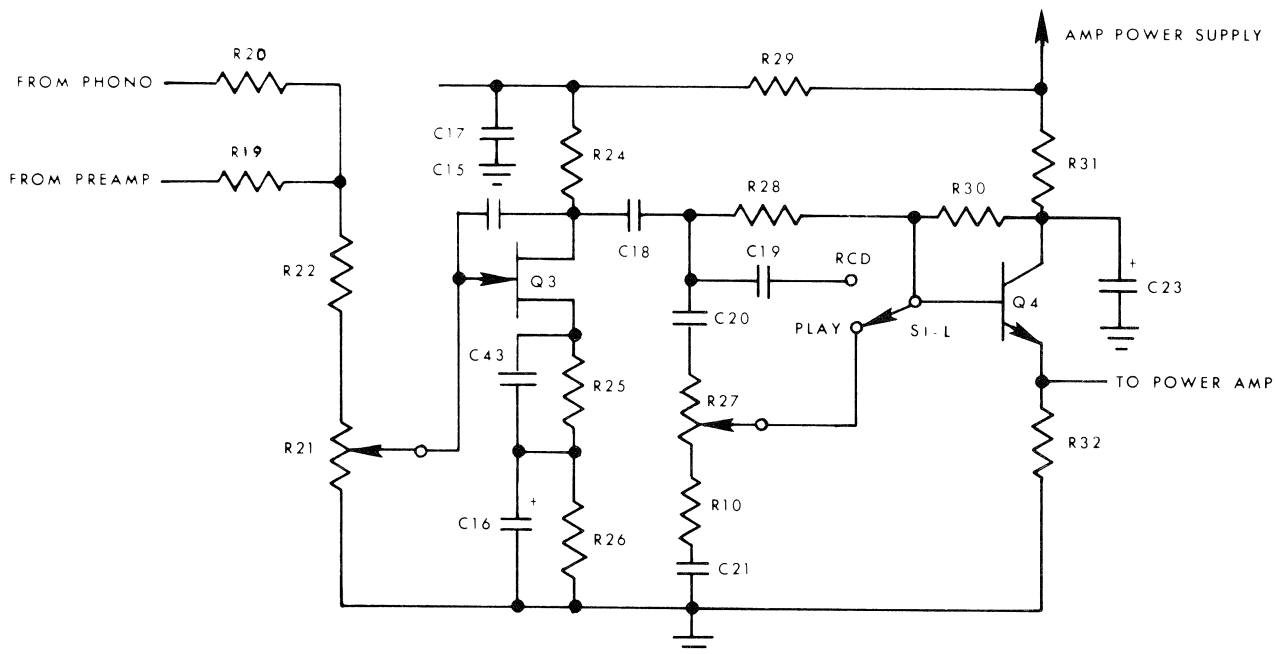 AMP POWER SUPPLY
R20
R29
FROM PHONO
C17
R19
C15
R24
R31
FROM PREAMP
R28
R30
C18
C19
RCD
R22
Q3
+
C23
Q4
C20
PLAY
S1-L
C43
R25
R27
TO POWER AMP
R21
R32
+
R10
C16
R26
C21